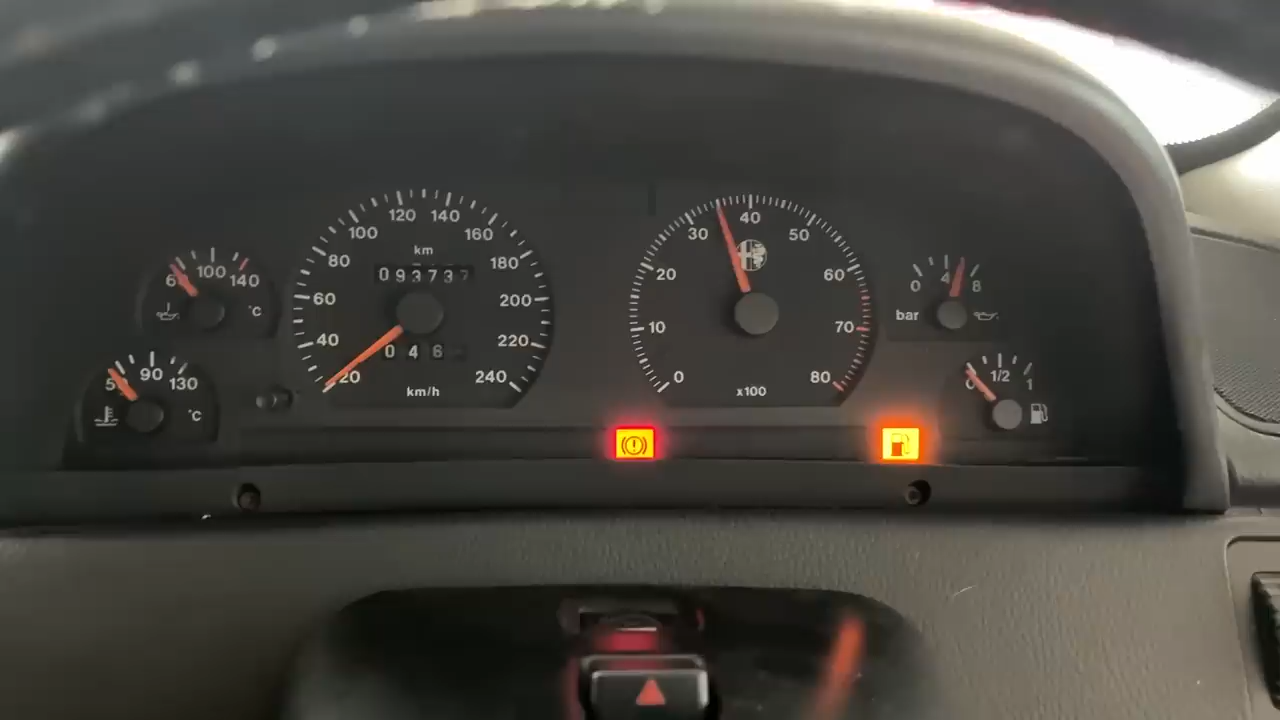 60 100 140
°C
50 90 130
°C
20 40 60 80 100 120 140 160 180 200 220 240
km
09373
046
km/h
0 10 20 30 40 50 60 70 80
x100
0 4 8
bar
0 1/2 1